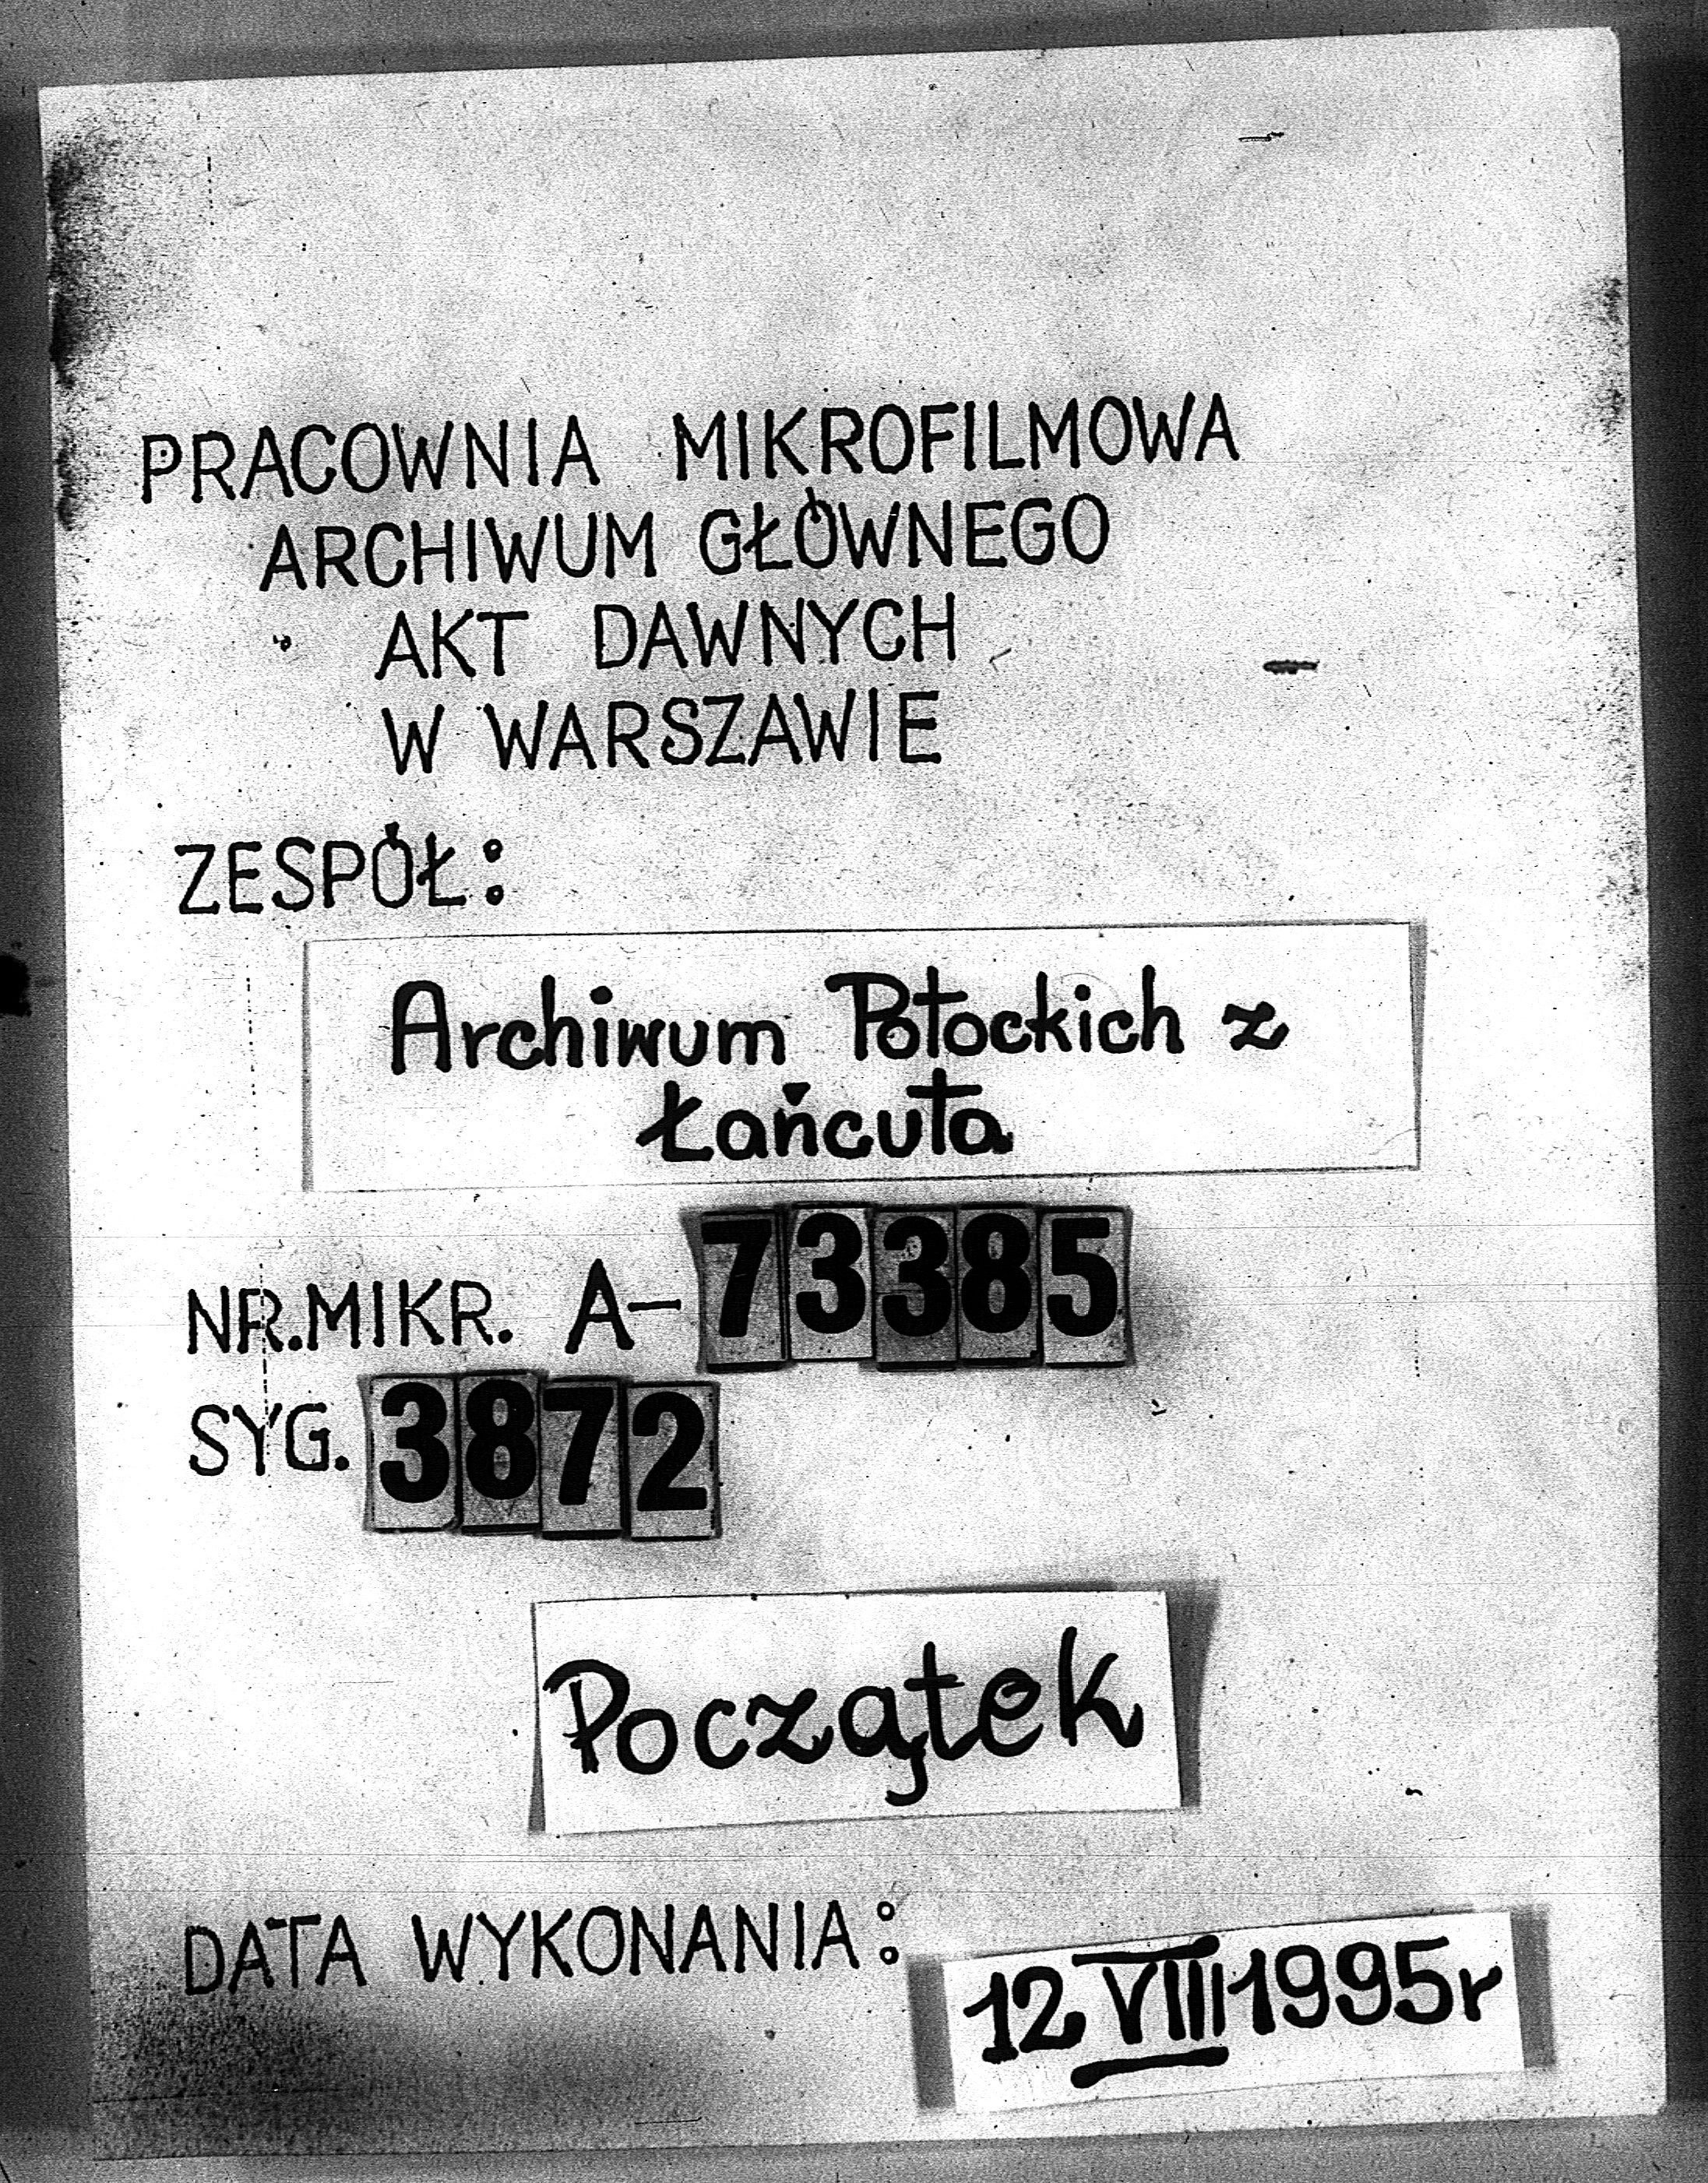 PRACOWNIA MIKROFILMOWA
ARCHIWUM GŁÓWNEGO
AKT DAWNYCH
W WARSZAWIE
ZESPÓŁ:
Archiwum Potockich z
Łańcuta
NR.MIKR. A-73385
SYG. 3872
Początek
DATA WYKONANIA: 12 VIII 1995r